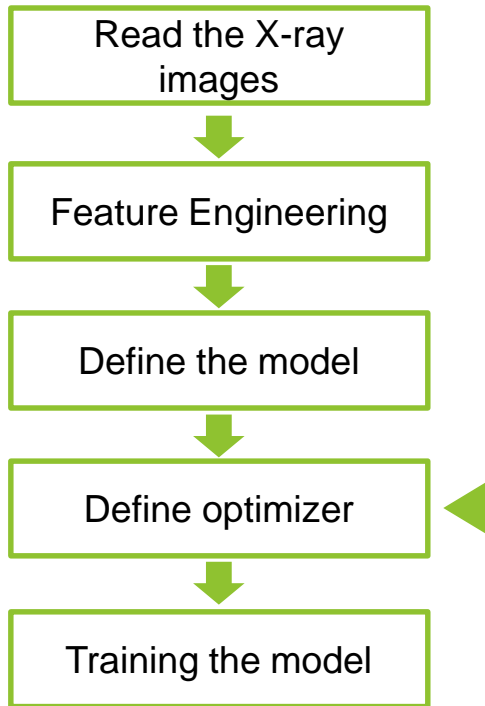 Read the X-ray
images
Feature Engineering
Define the model
Define optimizer
Training the model